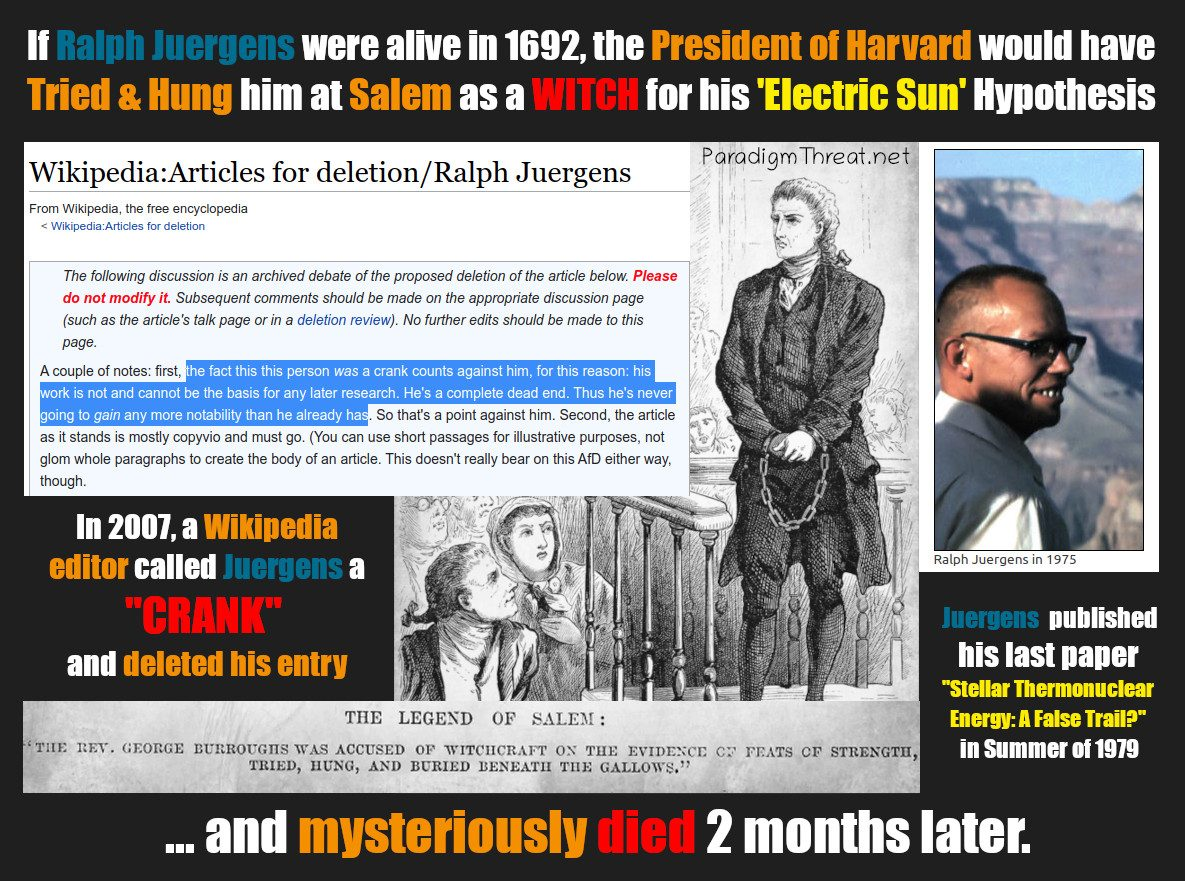 If Ralph Juergens were alive in 1692, the President of Harvard would have
Tried & Hung him at Salem as a WITCH for his 'Electric Sun' Hypothesis
Wikipedia:Articles for deletion/Ralph Juergens
From Wikipedia, the free encyclopedia
< Wikipedia:Articles for deletion
The following discussion is an archived debate of the proposed deletion of the article below. Please
do not modify it. Subsequent comments should be made on the appropriate discussion page
(such as the article's talk page or in a deletion review). No further edits should be made to this
page.
A couple of notes: first, the fact this this person was a crank counts against him, for this reason: his
work is not and cannot be the basis for any later research. He's a complete dead end. Thus he's never
going to gain any more notability than he already has. So that's a point against him. Second, the article
as it stands is mostly copyvio and must go. (You can use short passages for illustrative purposes, not
glom whole paragraphs to create the body of an article. This doesn't really bear on this AfD either way,
though.
ParadigmThreat.net
Ralph Juergens in 1975
In 2007, a Wikipedia
editor called Juergens a
"CRANK"
and deleted his entry
Juergens published
his last paper
"Stellar Thermonuclear
Energy: A False Trail?"
in Summer of 1979
THE LEGEND OF SALEM:
"THE REV. GEORGE BURROUGHS WAS ACCUSED OF WITCHCRAFT ON THE EVIDENCE OF FEATS OF STRENGTH,
TRIED, HUNG, AND BURIED BENEATH THE GALLOWS."
... and mysteriously died 2 months later.